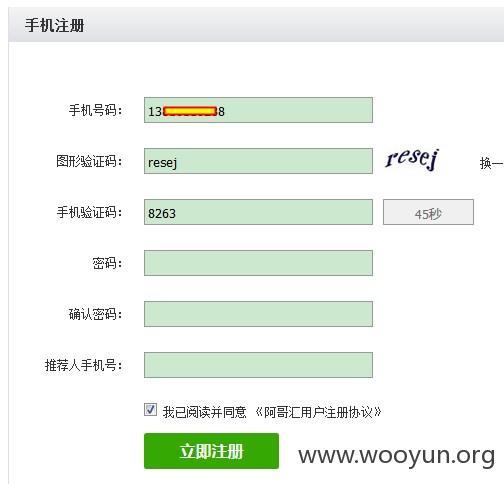 手机注册
手机号码： 13 8
图形验证码： resej resej 换一
手机验证码： 8263 45秒
密码：
确认密码：
推荐人手机号：
我已阅读并同意 《阿哥汇用户注册协议》
立即注册
www.wooyun.org